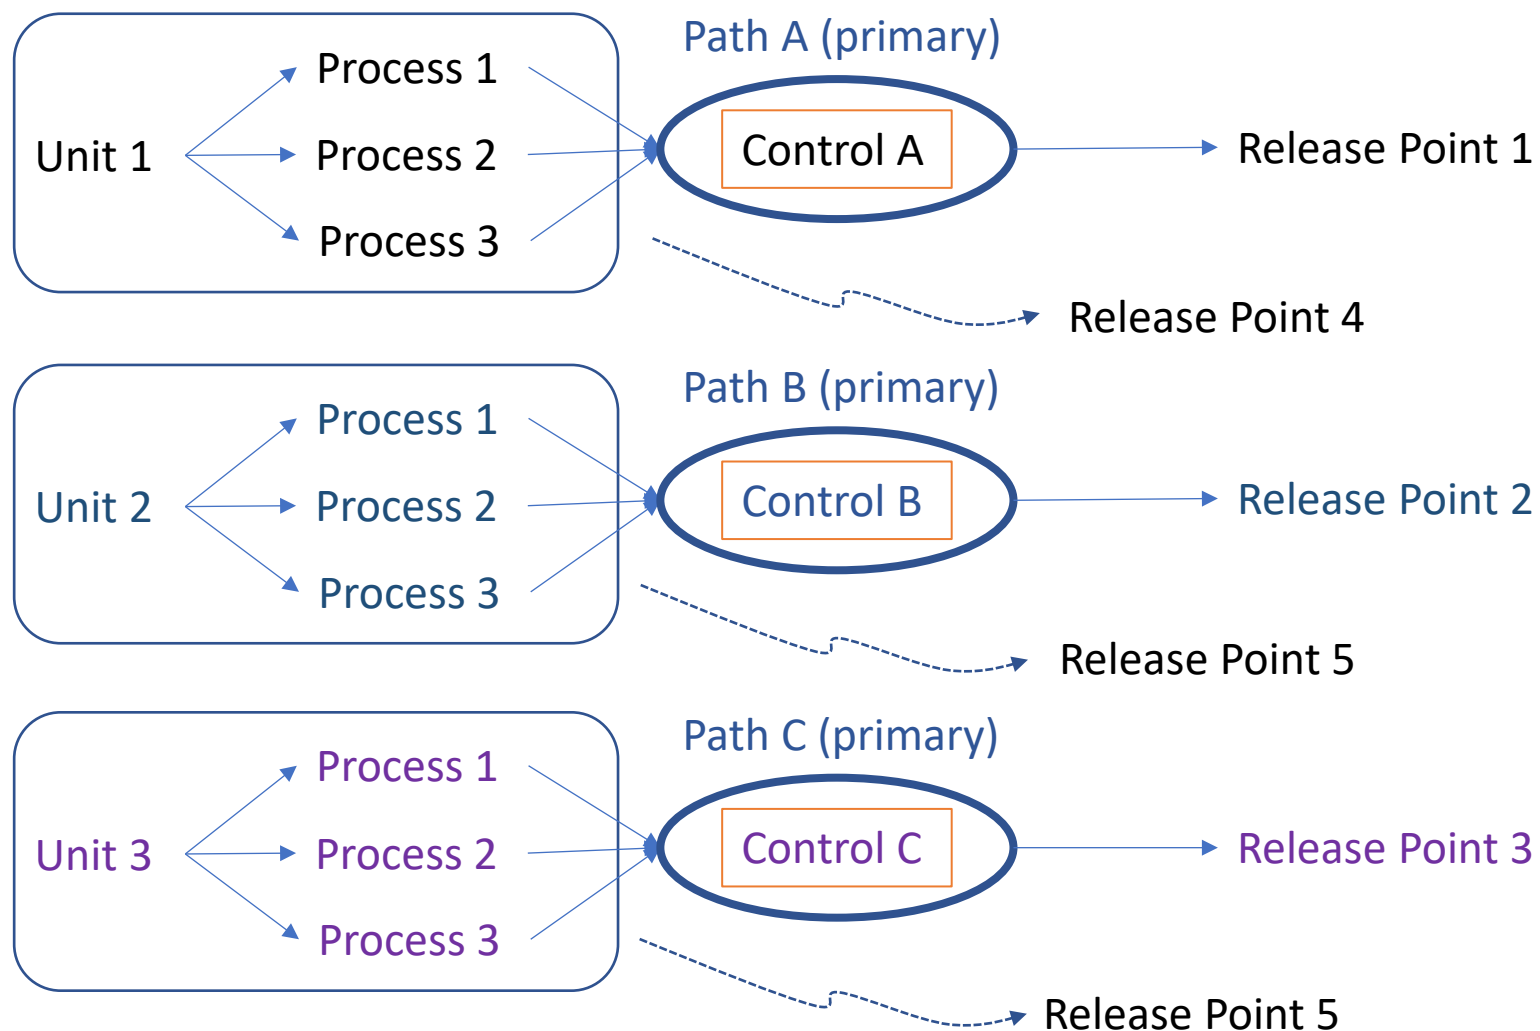 Path A (primary)
Process 1
Unit 1
Process 2
Control A
Release Point 1
Process 3
Release Point 4
Path B (primary)
Process 1
Unit 2
Process 2
Control B
Release Point 2
Process 3
Release Point 5
Path C (primary)
Process 1
Unit 3
Process 2
Control C
Release Point 3
Process 3
Release Point 5